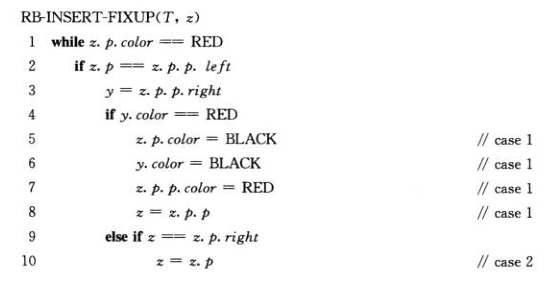 RB-INSERT-FIXUP(T, z)
1 while z. p. color == RED
2 if z. p == z. p. p. left
3 y = z. p. p. right
4 if y. color == RED
5 z. p. color = BLACK // case 1
6 y. color = BLACK // case 1
7 z. p. p. color = RED // case 1
8 z = z. p. p // case 1
9 else if z == z. p. right
10 z = z. p // case 2